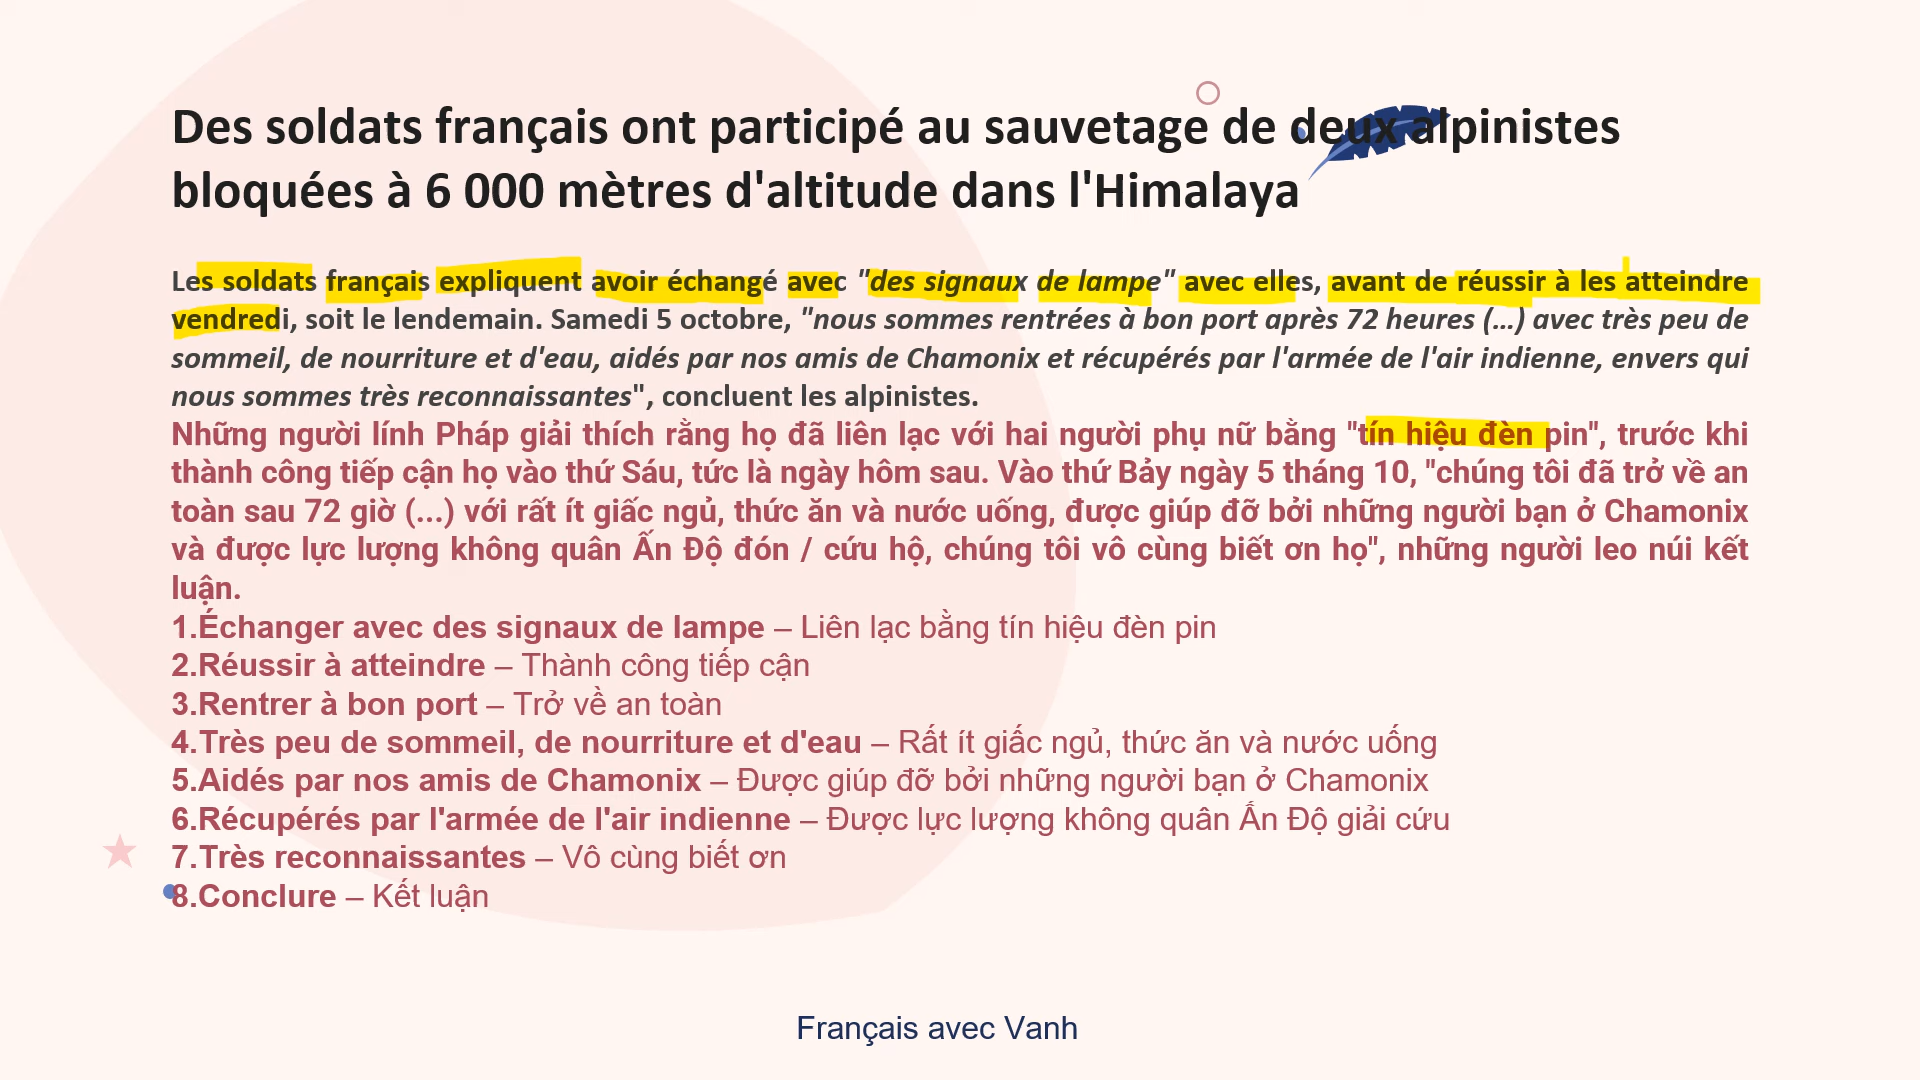 Des soldats français ont participé au sauvetage de deux alpinistes
bloquées à 6 000 mètres d'altitude dans l'Himalaya
Les soldats français expliquent avoir échangé avec "des signaux de lampe" avec elles, avant de réussir à les atteindre
vendredi, soit le lendemain. Samedi 5 octobre, "nous sommes rentrées à bon port après 72 heures (…) avec très peu de
sommeil, de nourriture et d'eau, aidés par nos amis de Chamonix et récupérés par l'armée de l'air indienne, envers qui
nous sommes très reconnaissantes", concluent les alpinistes.
Những người lính Pháp giải thích rằng họ đã liên lạc với hai người phụ nữ bằng "tín hiệu đèn pin", trước khi
thành công tiếp cận họ vào thứ Sáu, tức là ngày hôm sau. Vào thứ Bảy ngày 5 tháng 10, "chúng tôi đã trở về an
toàn sau 72 giờ (...) với rất ít giấc ngủ, thức ăn và nước uống, được giúp đỡ bởi những người bạn ở Chamonix
và được lực lượng không quân Ấn Độ đón / cứu hộ, chúng tôi vô cùng biết ơn họ", những người leo núi kết
luận.
1.Échanger avec des signaux de lampe – Liên lạc bằng tín hiệu đèn pin
2.Réussir à atteindre – Thành công tiếp cận
3.Rentrer à bon port – Trở về an toàn
4.Très peu de sommeil, de nourriture et d'eau – Rất ít giấc ngủ, thức ăn và nước uống
5.Aidés par nos amis de Chamonix – Được giúp đỡ bởi những người bạn ở Chamonix
6.Récupérés par l'armée de l'air indienne – Được lực lượng không quân Ấn Độ giải cứu
7.Très reconnaissantes – Vô cùng biết ơn
8.Conclure – Kết luận
Français avec Vanh